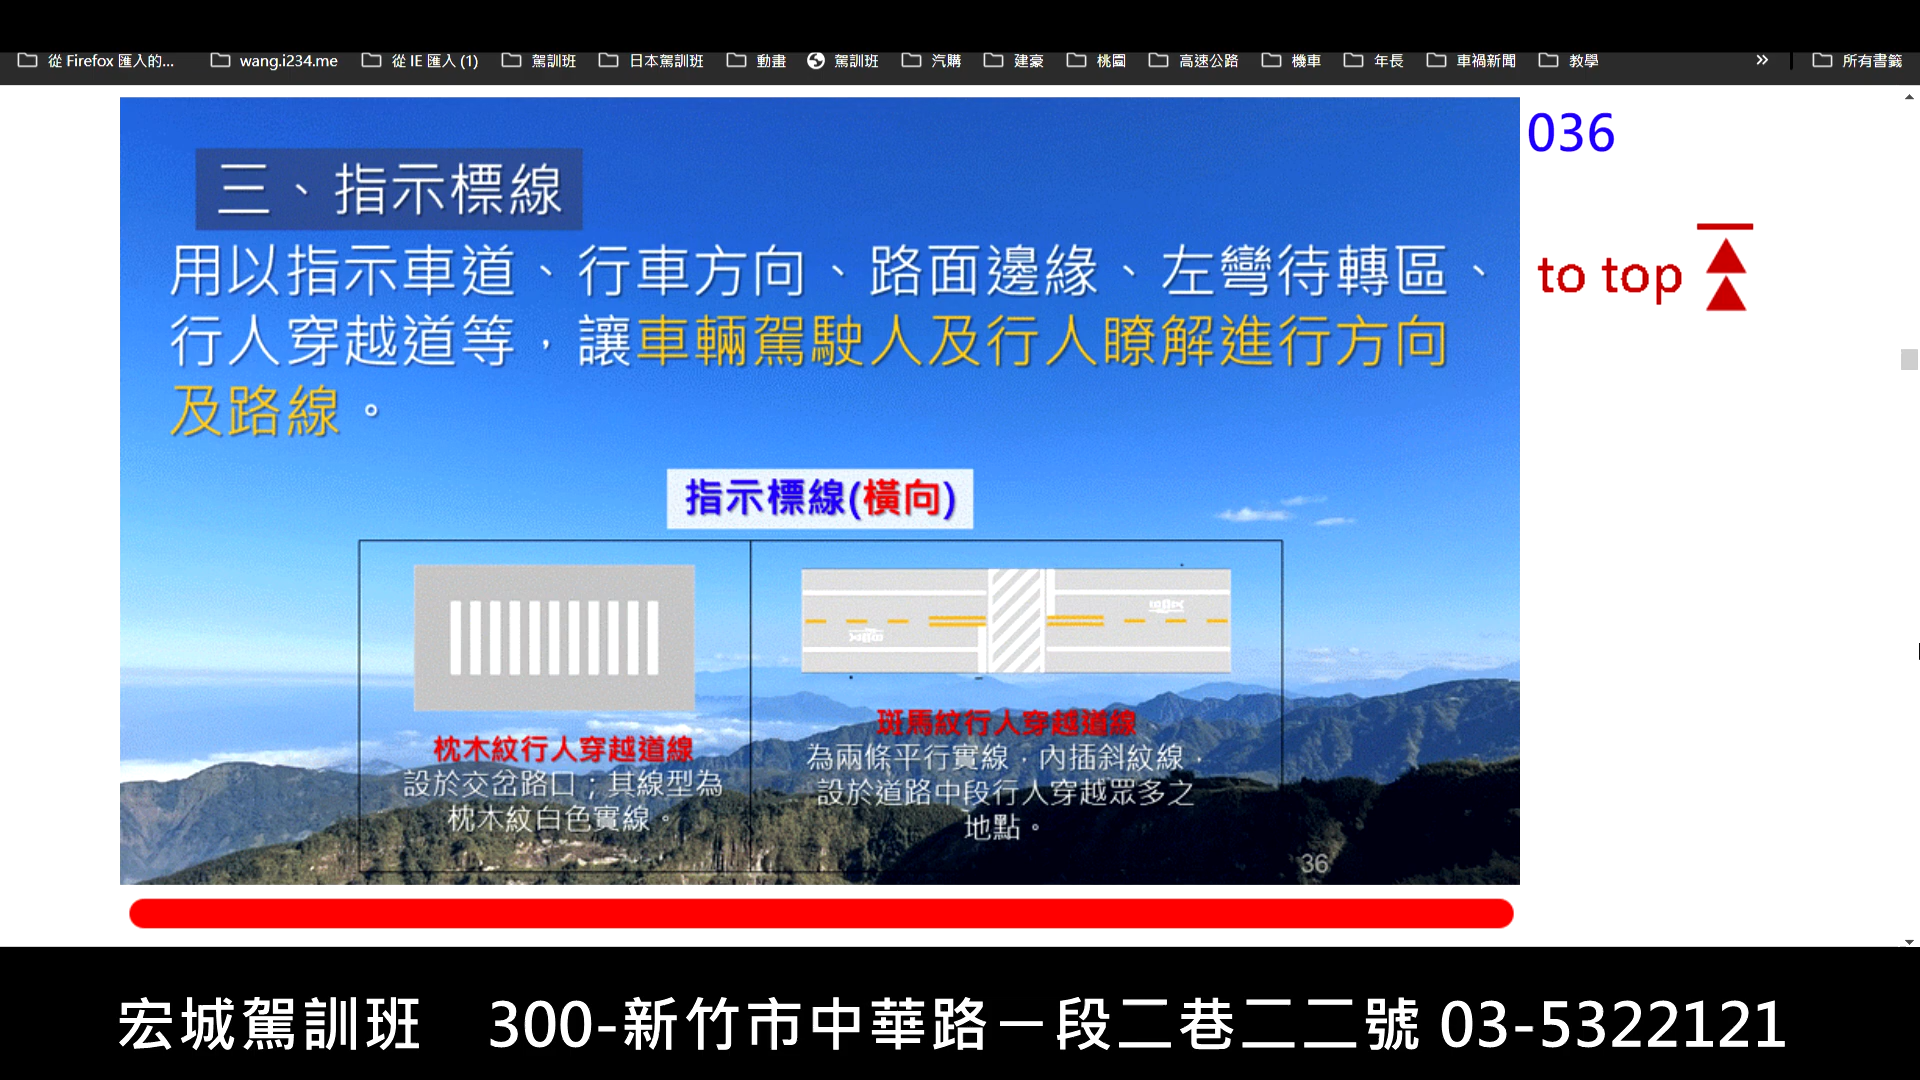 從 Firefox 匯入的... wang.i234.me 從 IE 匯入 (1) 駕訓班 日本駕訓班 動畫 駕訓班 汽購 建豪 桃園 高速公路 機車 年長 車禍新聞 教學 » 所有書籤
036
to top
三、指示標線
用以指示車道、行車方向、路面邊緣、左彎待轉區、
行人穿越道等，讓車輛駕駛人及行人瞭解進行方向
及路線。
指示標線(橫向)
枕木紋行人穿越道線
設於交岔路口；其線型為
枕木紋白色實線。
斑馬紋行人穿越道線
為兩條平行實線，內插斜紋線，
設於道路中段行人穿越眾多之
地點。
36
宏城駕訓班 300-新竹市中華路一段二巷二二號 03-5322121